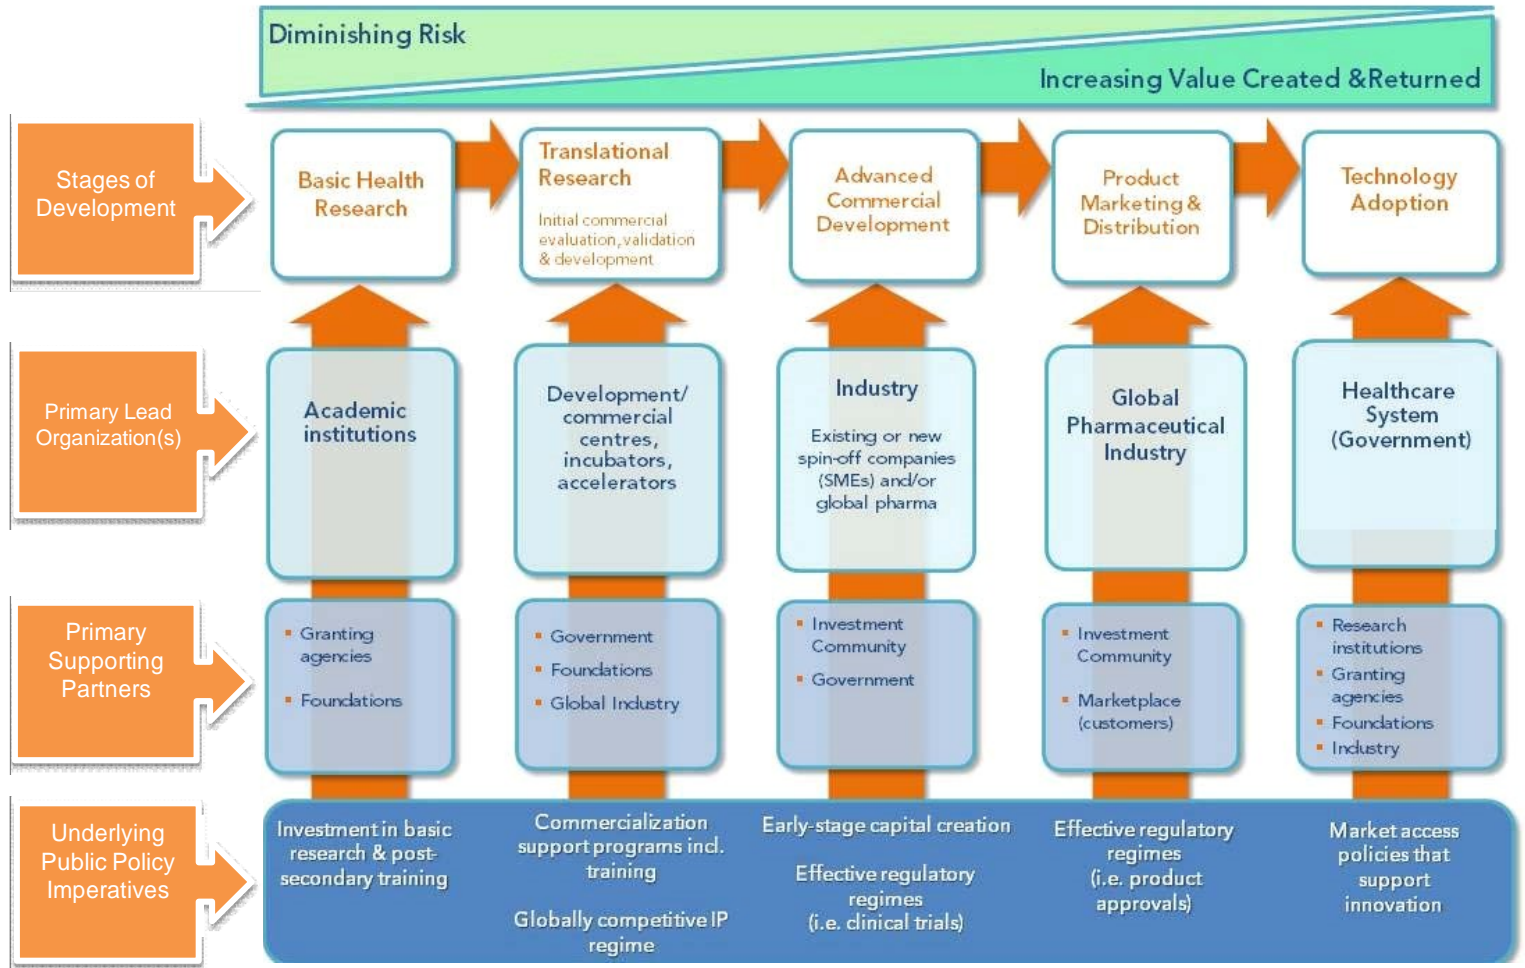 Diminishing Risk
Increasing Value Created &Returned
Stages of
Development
Basic Health
Research
Translational
Research
Initial commercial
evaluation, validation
& development
Advanced
Commercial
Development
Product
Marketing &
Distribution
Technology
Adoption
Primary Lead
Organization(s)
Academic
institutions
Development/
commercial
centres,
incubators,
accelerators
Industry
Existing or new
spin-off companies
(SMEs) and/or
global pharma
Global
Pharmaceutical
Industry
Healthcare
System
(Government)
Primary
Supporting
Partners
▪ Granting
agencies
▪ Foundations
▪ Government
▪ Foundations
▪ Global Industry
▪ Investment
Community
▪ Government
▪ Investment
Community
▪ Marketplace
(customers)
▪ Research
institutions
▪ Granting
agencies
▪ Foundations
▪ Industry
Underlying
Public Policy
Imperatives
Investment in basic
research & post-
secondary training
Commercialization
support programs incl.
training
Globally competitive IP
regime
Early-stage capital creation
Effective regulatory
regimes
(i.e. clinical trials)
Effective regulatory
regimes
(i.e. product
approvals)
Market access
policies that
support
innovation